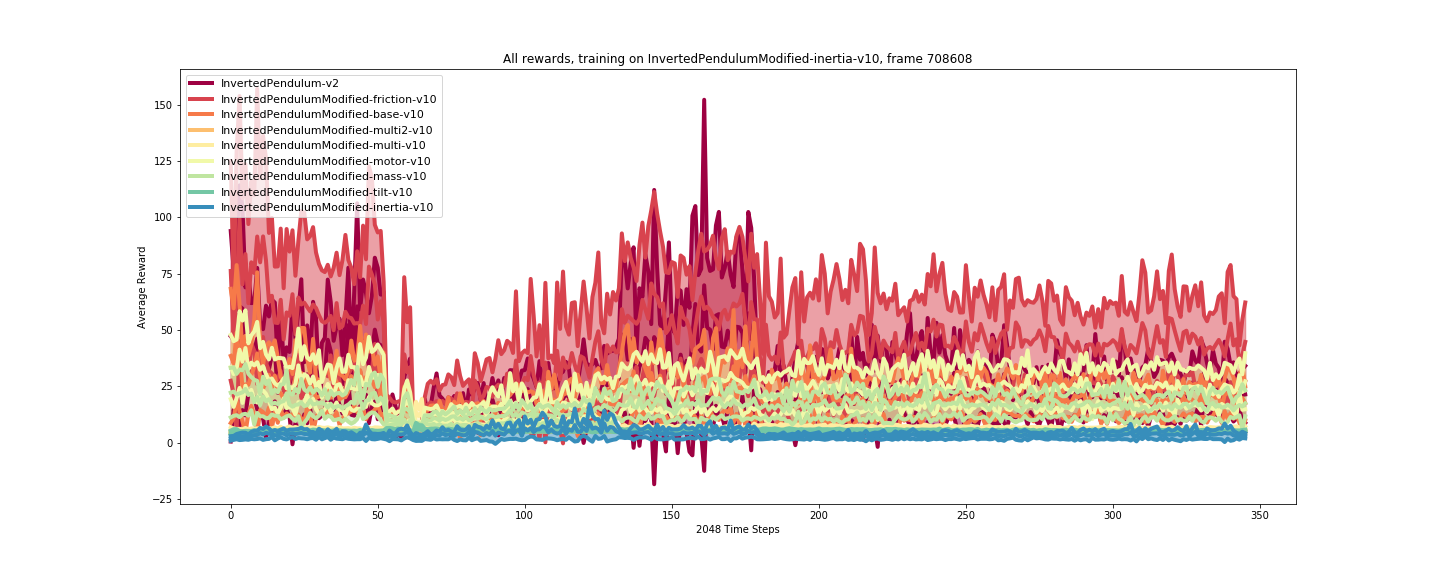 All rewards, training on InvertedPendulumModified-inertia-v10, frame 708608
InvertedPendulum-v2
InvertedPendulumModified-friction-v10
InvertedPendulumModified-base-v10
InvertedPendulumModified-multi2-v10
InvertedPendulumModified-multi-v10
InvertedPendulumModified-motor-v10
InvertedPendulumModified-mass-v10
InvertedPendulumModified-tilt-v10
InvertedPendulumModified-inertia-v10
Average Reward
150
125
100
75
50
25
0
−25
0 50 100 150 200 250 300 350
2048 Time Steps